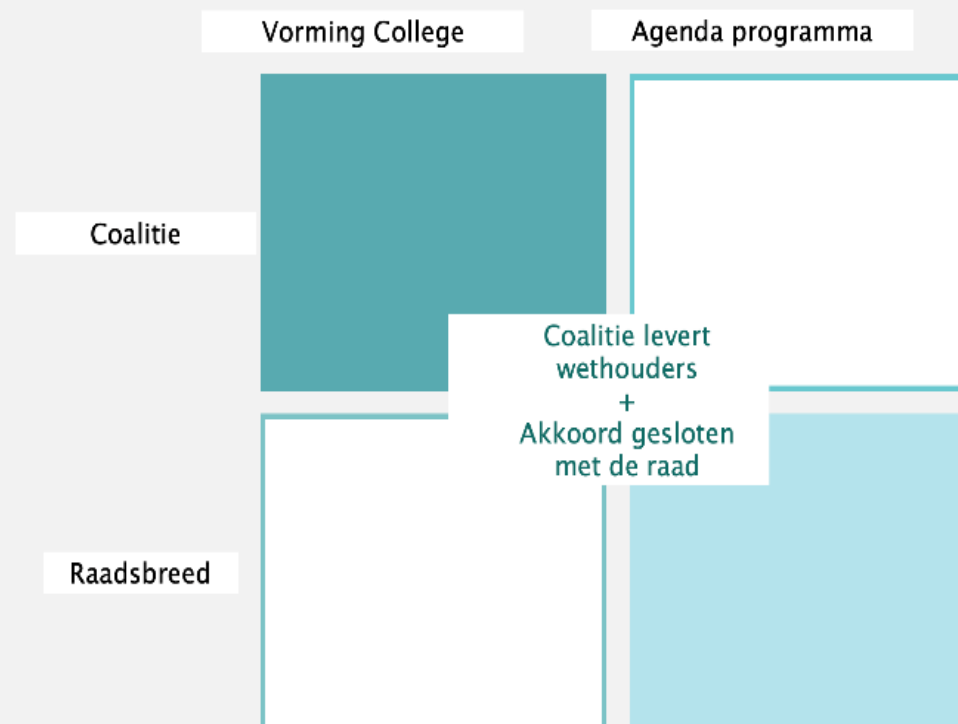 Vorming College
Agenda programma
Coalitie
Coalitie levert
wethouders
+
Akkoord gesloten
met de raad
Raadsbreed